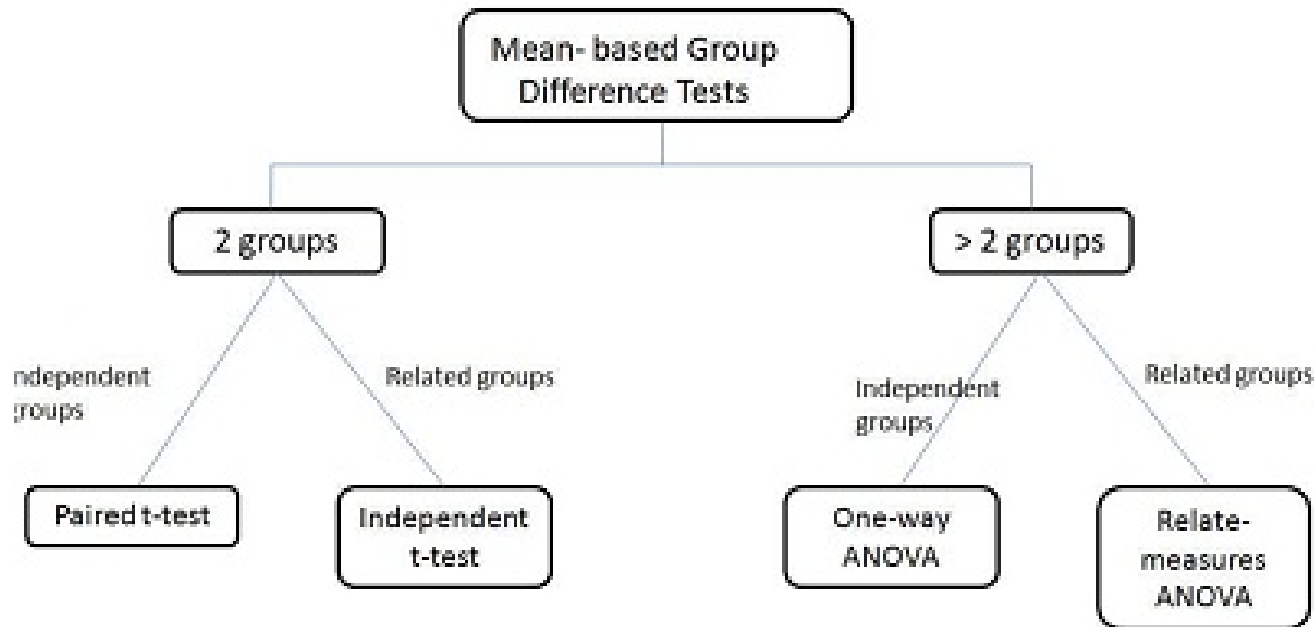 Mean- based Group
Difference Tests
2 groups
> 2 groups
ndependent
groups
Related groups
Independent
groups
Related groups
Paired t-test
Independent
t-test
One-way
ANOVA
Relate-
measures
ANOVA